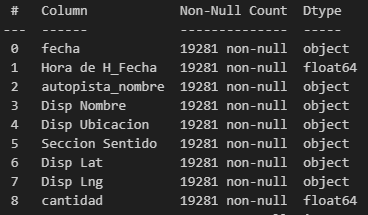 #   Column           Non-Null Count  Dtype
---  ------           --------------  -----
0   fecha            19281 non-null  object
1   Hora de H_Fecha  19281 non-null  float64
2   autopista_nombre 19281 non-null  object
3   Disp Nombre      19281 non-null  object
4   Disp Ubicacion   19281 non-null  object
5   Seccion Sentido  19281 non-null  object
6   Disp Lat         19281 non-null  object
7   Disp Lng         19281 non-null  object
8   cantidad         19281 non-null  float64